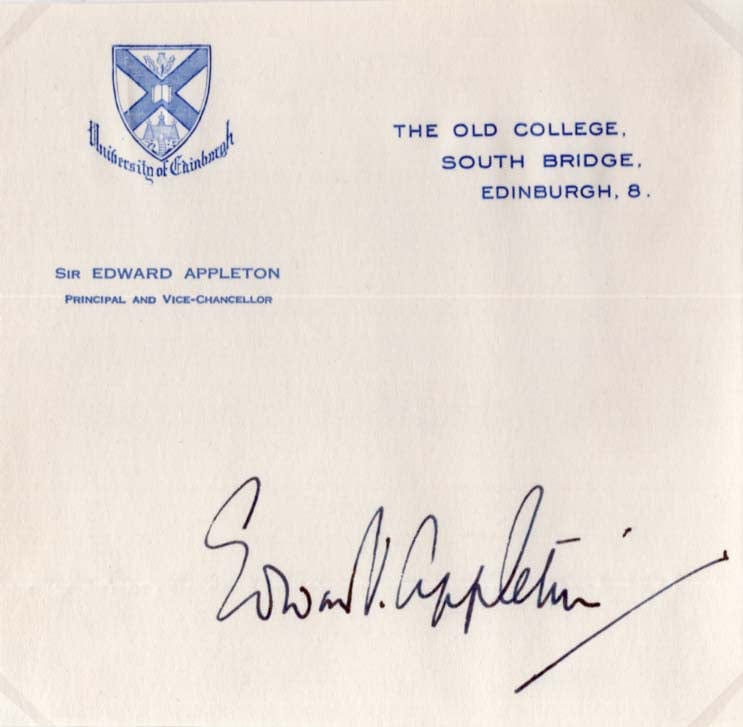 University of Edinburgh
THE OLD COLLEGE,
SOUTH BRIDGE,
EDINBURGH, 8.
SIR EDWARD APPLETON
PRINCIPAL AND VICE-CHANCELLOR
Edward V. Appleton